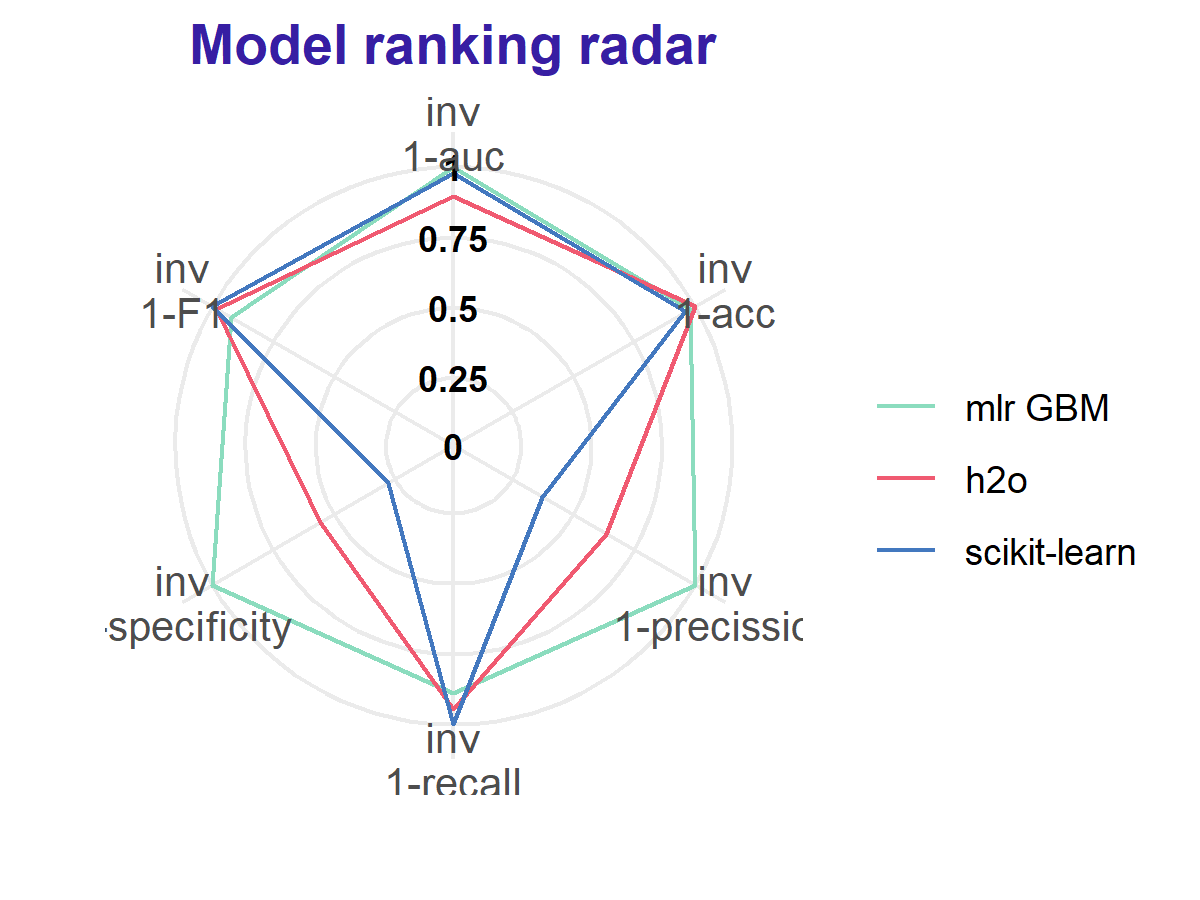 Model ranking radar
inv
1-auc
1
0.75
0.5
0.25
0
inv
1-acc
inv
1-precissic
inv
1-recall
inv
-specificity
inv
1-F1
mlr GBM
h2o
scikit-learn